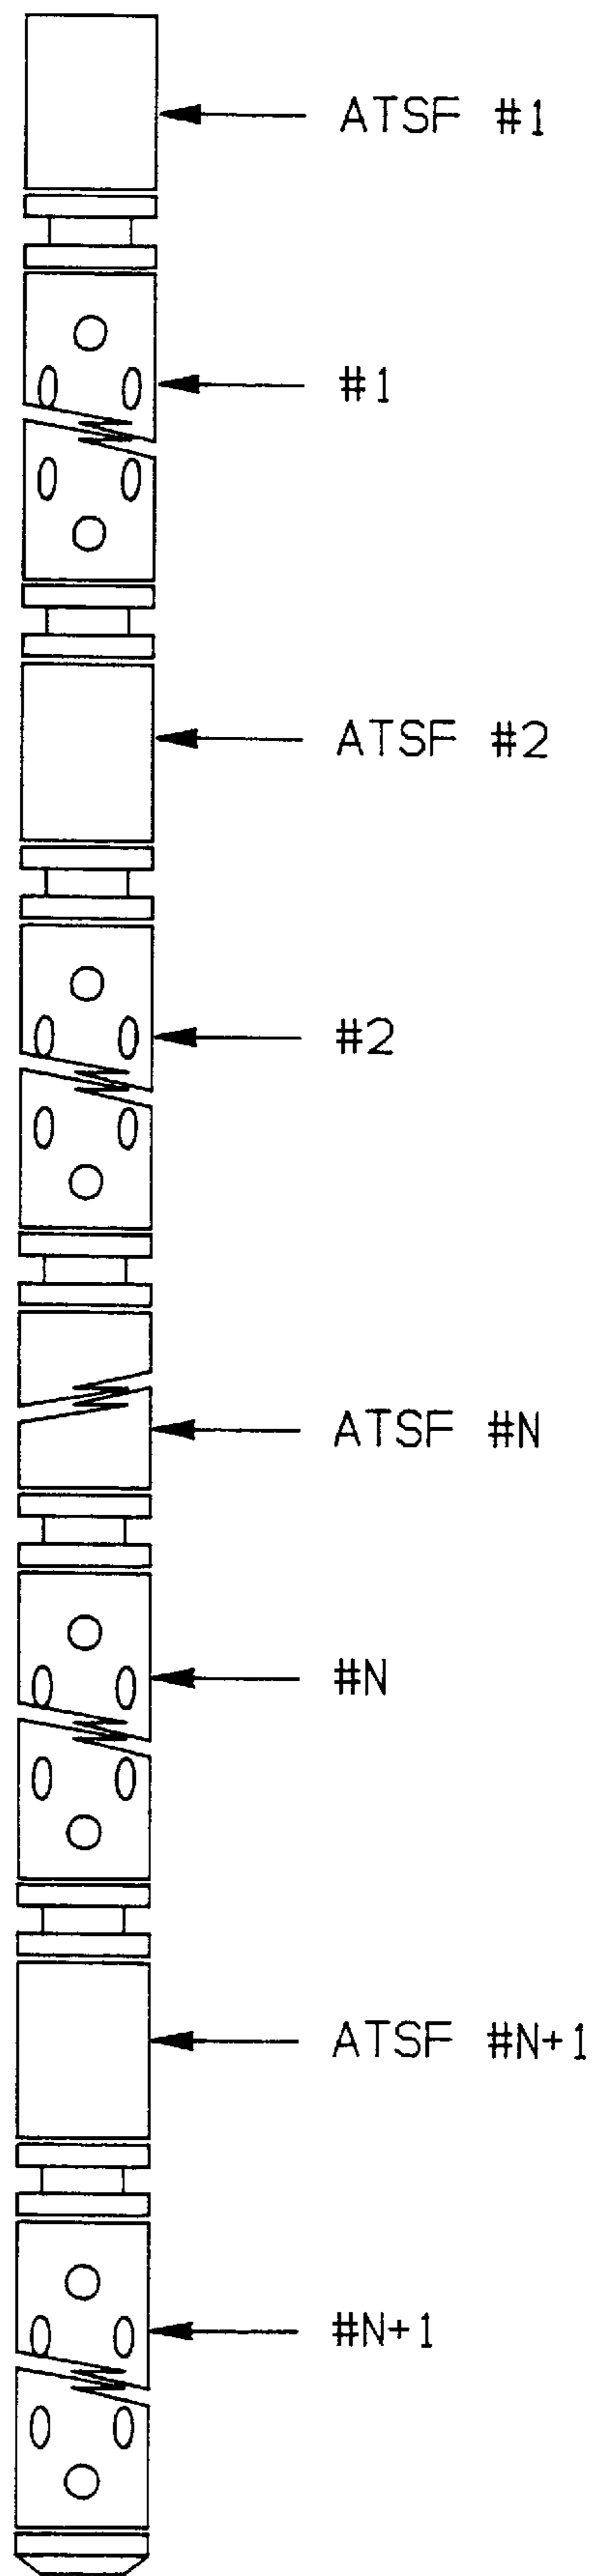 ATSF #1
#1
ATSF #2
#2
ATSF #N
#N
ATSF #N+1
#N+1